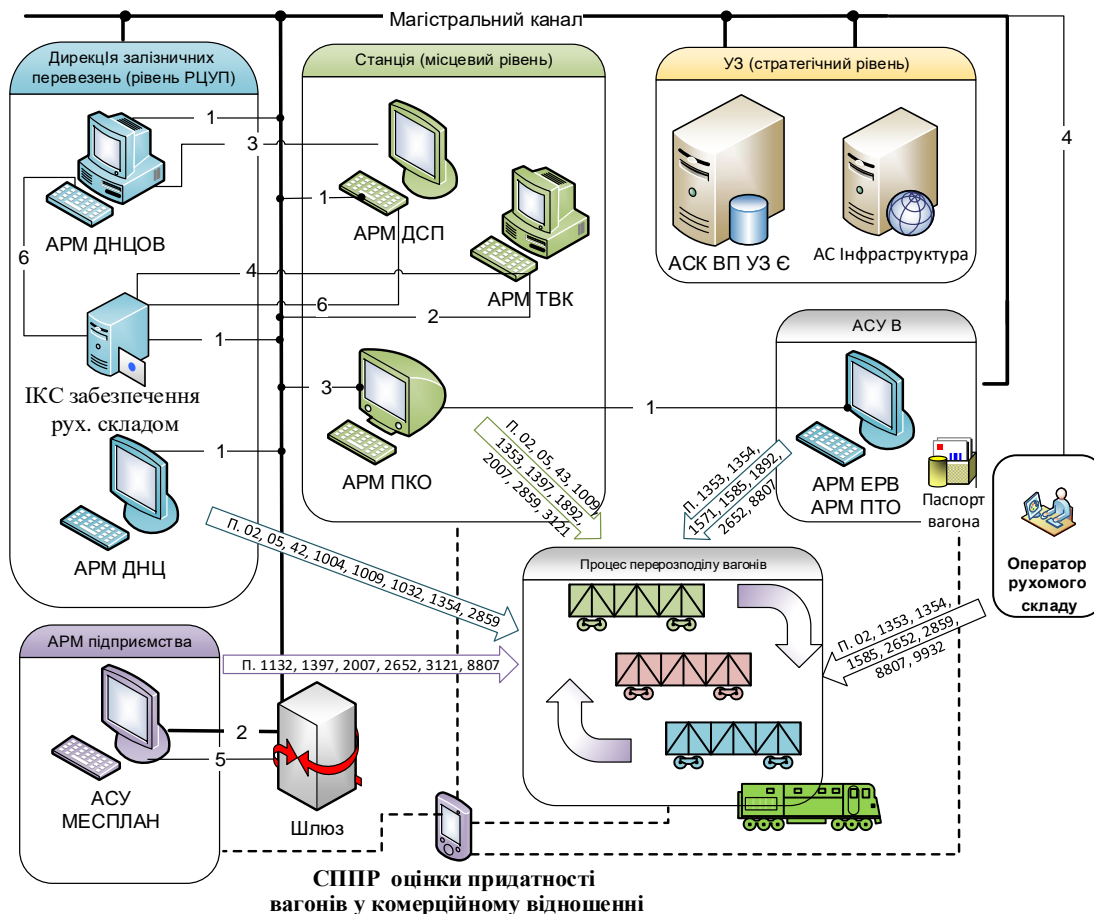 Магістральний канал
ДирекцІя залізничних
перевезень (рівень РЦУП)
1
3
АРМ ДНЦОВ
6
4
6
1
ІКС забезпечення
рух. складом
1
АРМ ДНЦ
Станція (місцевий рівень)
1
АРМ ДСП
АРМ ТВК
2
3
АРМ ПКО
1
УЗ (стратегічний рівень)
АСК ВП УЗ Є
АС Інфраструктура
4
АСУ В
АРМ ЕРВ
АРМ ПТО
Паспорт
вагона
Оператор
рухомого
складу
П. 02, 05, 43, 1009,
1353, 1397, 1892,
2007, 2859, 3121
П. 1353, 1354,
1571, 1585, 1892,
2652, 8807
П. 02, 05, 42, 1004, 1009, 1032, 1354, 2859
П. 02, 1353, 1354,
1585, 2652, 2859,
8807, 9932
Процес перерозподілу вагонів
АРМ підприємства
П. 1132, 1397, 2007, 2652, 3121, 8807
2
5
АСУ
МЕСПЛАН
Шлюз
СППР оцінки придатності
вагонів у комерційному відношенні